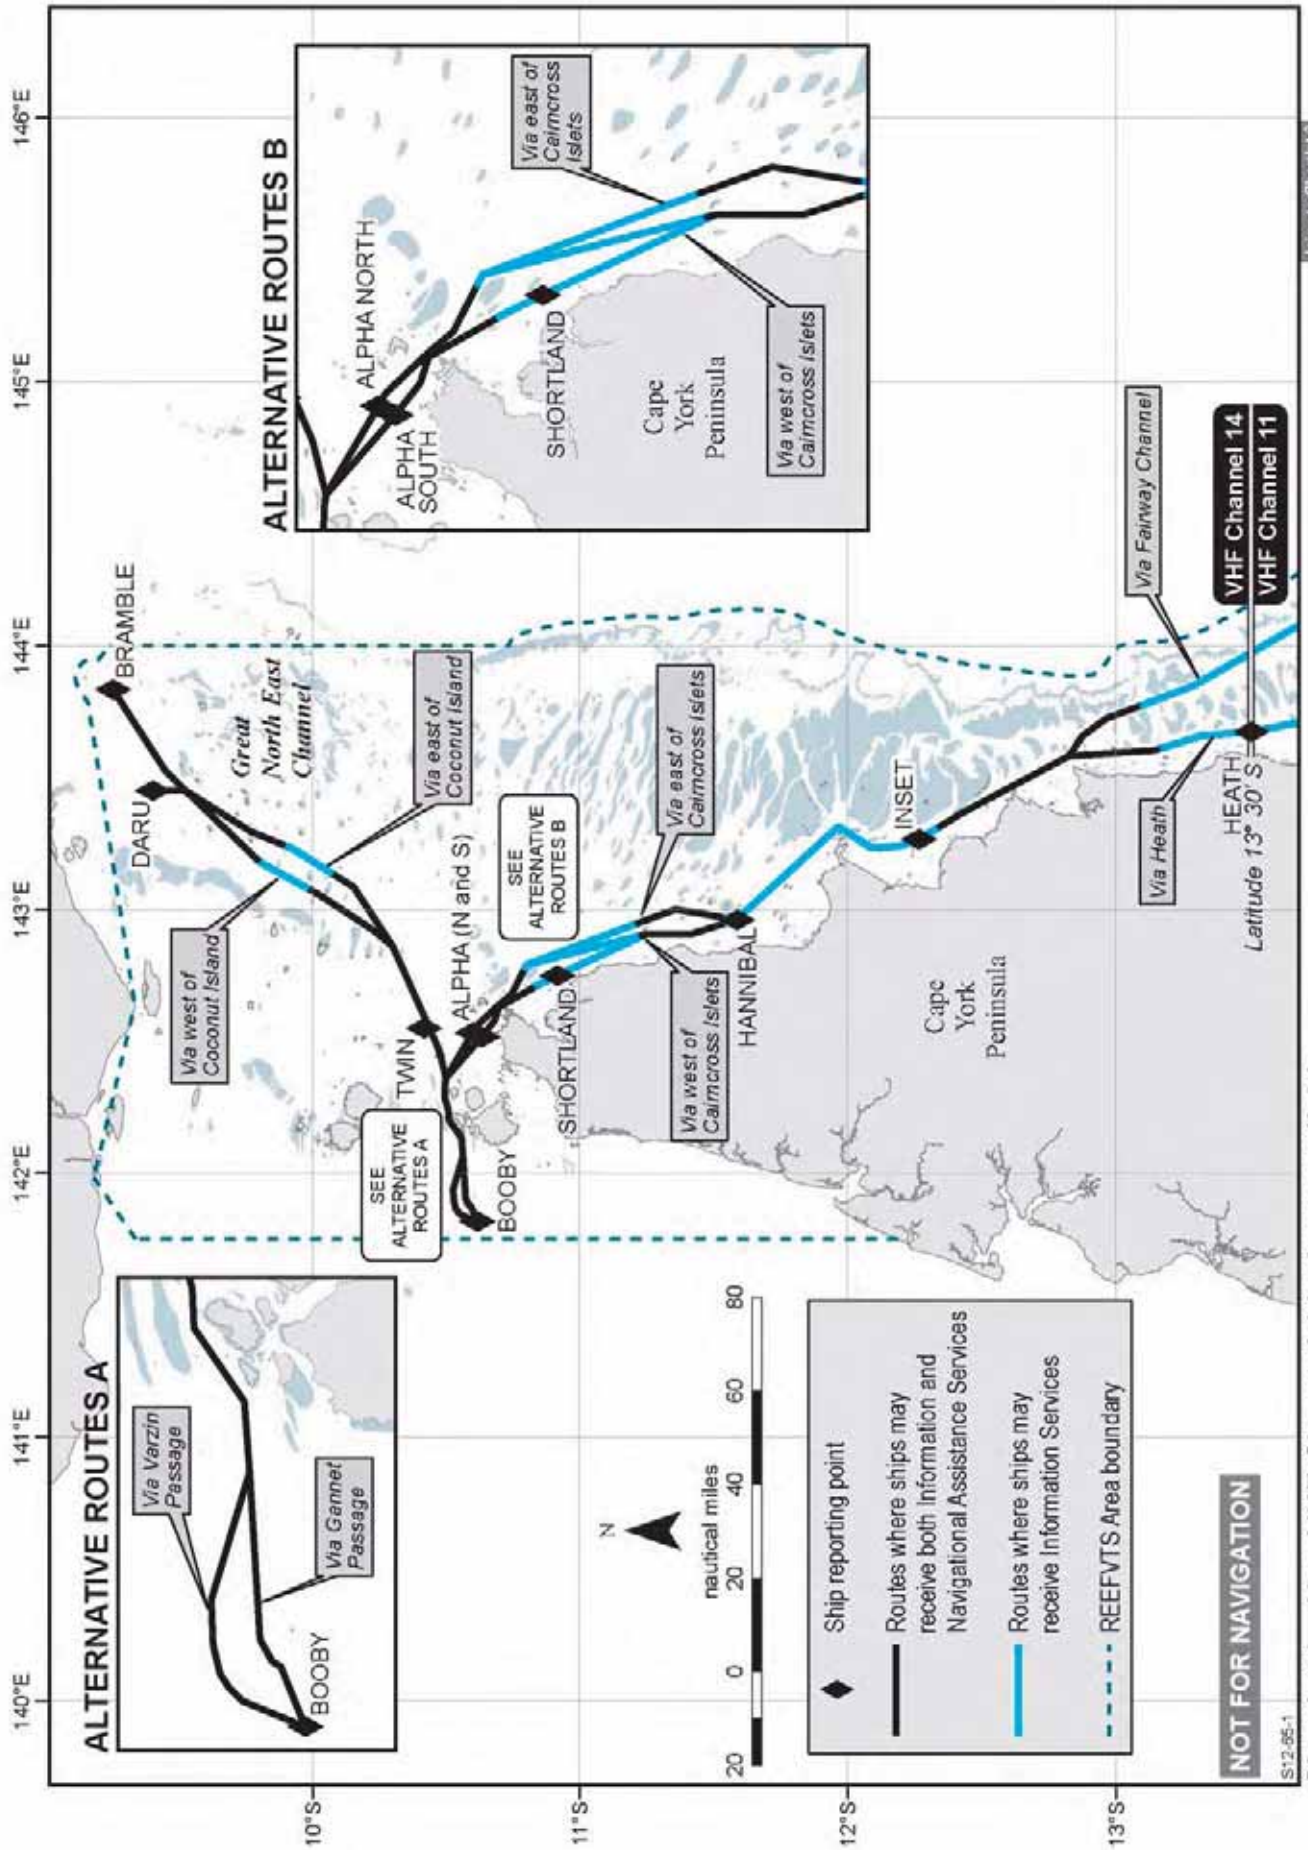 140°E
141°E
142°E
143°E
144°E
145°E
146°E
10°S
11°S
12°S
13°S
ALTERNATIVE ROUTES A
Via Varzin
Passage
Via Gannet
Passage
BOOBY
ALTERNATIVE ROUTES B
ALPHA NORTH
ALPHA
SOUTH
SHORTLAND
Via east of
Cairncross
Islets
Via west of
Cairncross Islets
Cape
York
Peninsula
BRAMBLE
DARU
Great
North East
Channel
Via west of
Coconut Island
Via east of
Coconut Island
TWIN
ALPHA (N and S)
SEE
ALTERNATIVE
ROUTES A
SEE
ALTERNATIVE
ROUTES B
BOOBY
SHORTLAND
Via east of
Cairncross Islets
Via west of
Cairncross Islets
HANNIBAL
INSET
Cape
York
Peninsula
Via Fairway Channel
Via Heath
HEATH
Latitude 13° 30' S
VHF Channel 14
VHF Channel 11
N
nautical miles
20
0
20
40
60
80
Ship reporting point
Routes where ships may
receive both Information and
Navigational Assistance Services
Routes where ships may
receive Information Services
REEFVTS Area boundary
NOT FOR NAVIGATION
S12-65-1